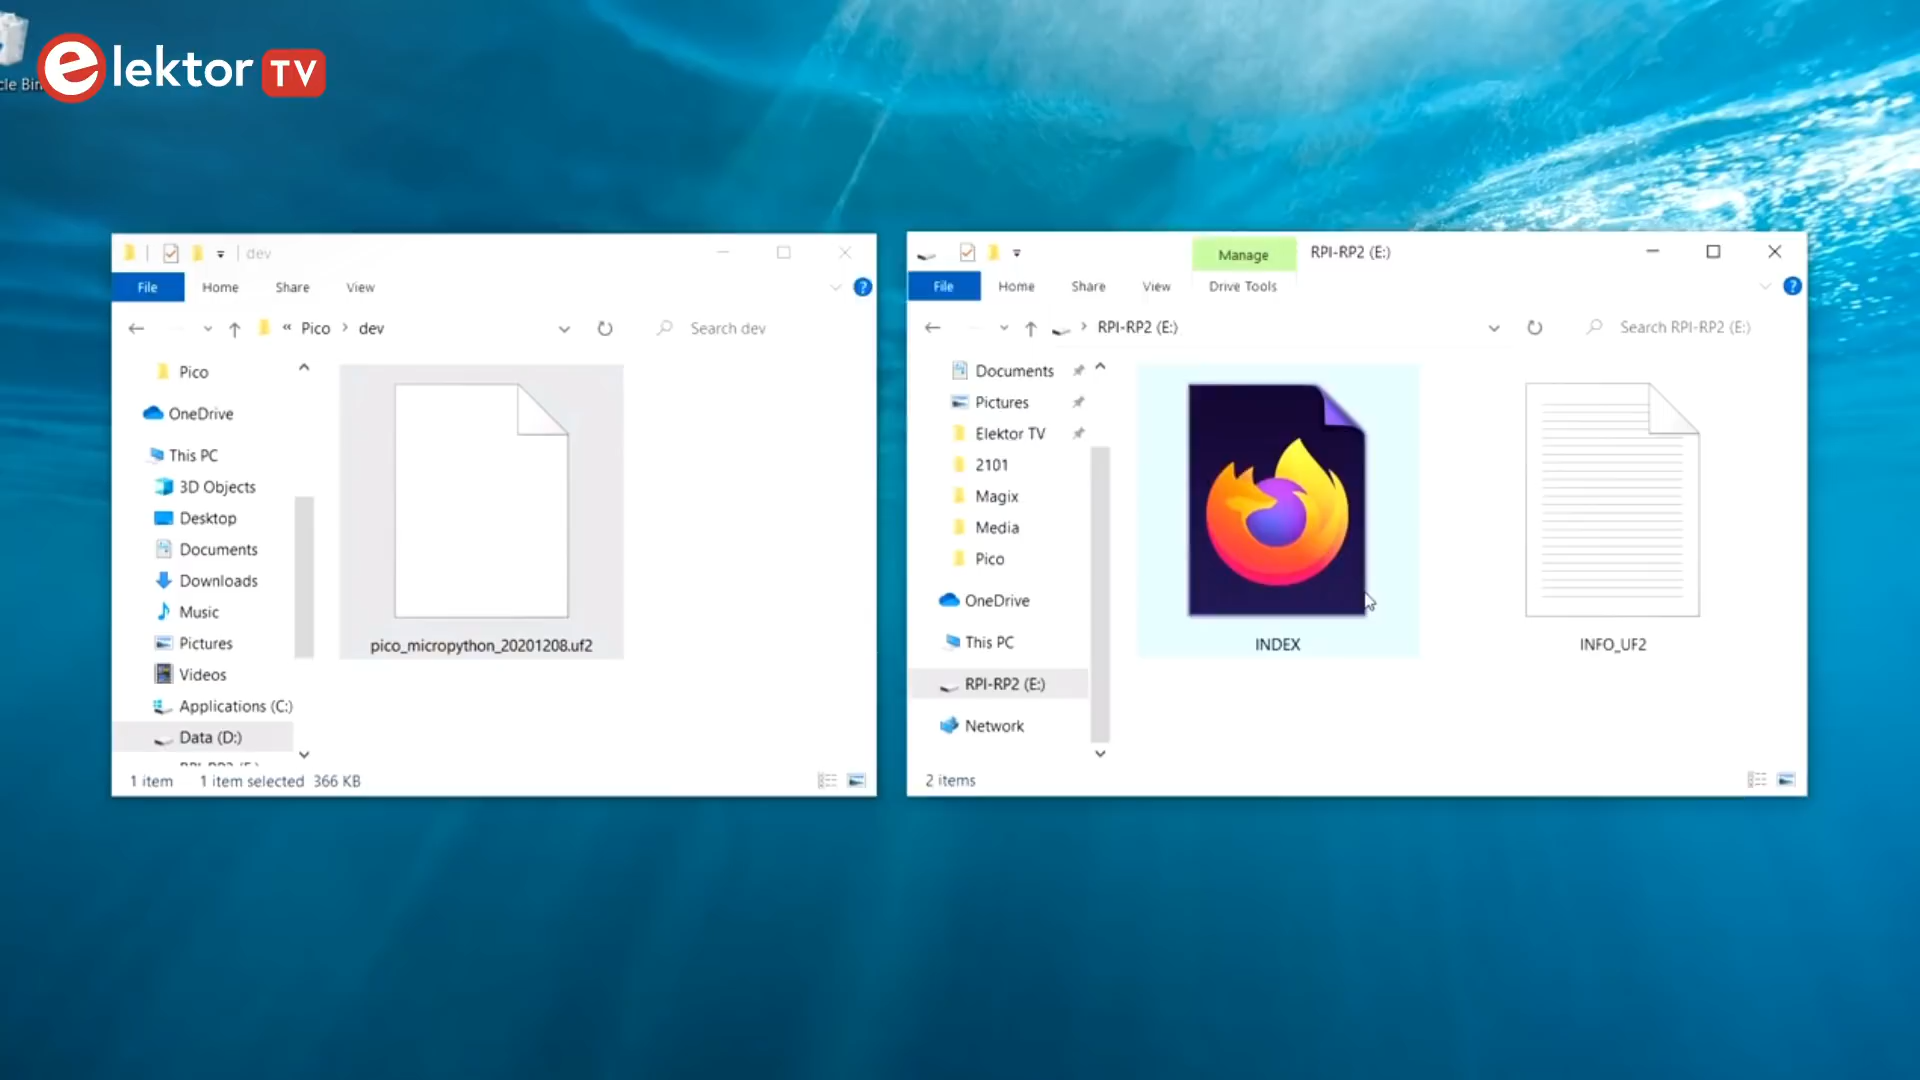 elektor TV
cle Bin
dev
File Home Share View
« Pico > dev
Search dev
Pico
OneDrive
This PC
3D Objects
Desktop
Documents
Downloads
Music
Pictures
Videos
Applications (C:)
Data (D:)
pico_micropython_20201208.uf2
1 item 1 item selected 366 KB
Manage RPI-RP2 (E:)
File Home Share View Drive Tools
> RPI-RP2 (E:)
Search RPI-RP2 (E:)
Documents
Pictures
Elektor TV
2101
Magix
Media
Pico
OneDrive
This PC
RPI-RP2 (E:)
Network
INDEX
INFO_UF2
2 items